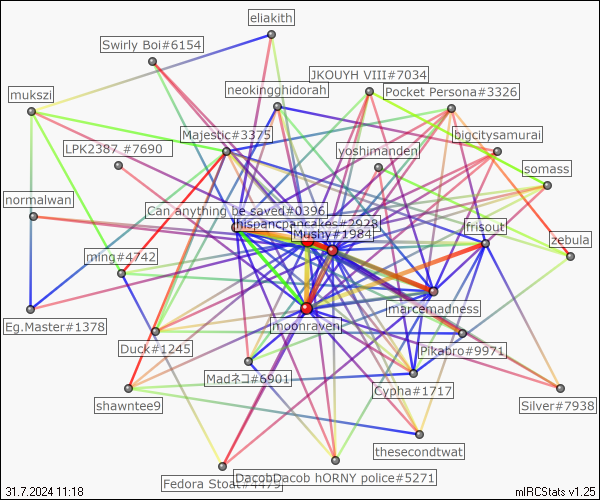 eliakith
Swirly Boi#6154
JKOUYH VIII#7034
neokingghidorah
Pocket Persona#3326
mukszi
Majestic#3375
bigcitysamurai
LPK2387_#7690
yoshimanden
somass
normalwan
Can anything be saved#0396
hispancpancakes#2928
Mushy#1984
frisout
zebula
ming#4742
marcemadness
Eg.Master#1378
moonraven
Duck#1245
Pikabro#9971
Madネコ#6901
Cypha#1717
shawntee9
Silver#7938
thesecondtwat
DacobDacob hORNY police#5271
Fedora Stoat#4479
31.7.2024 11:18
mIRCStats v1.25